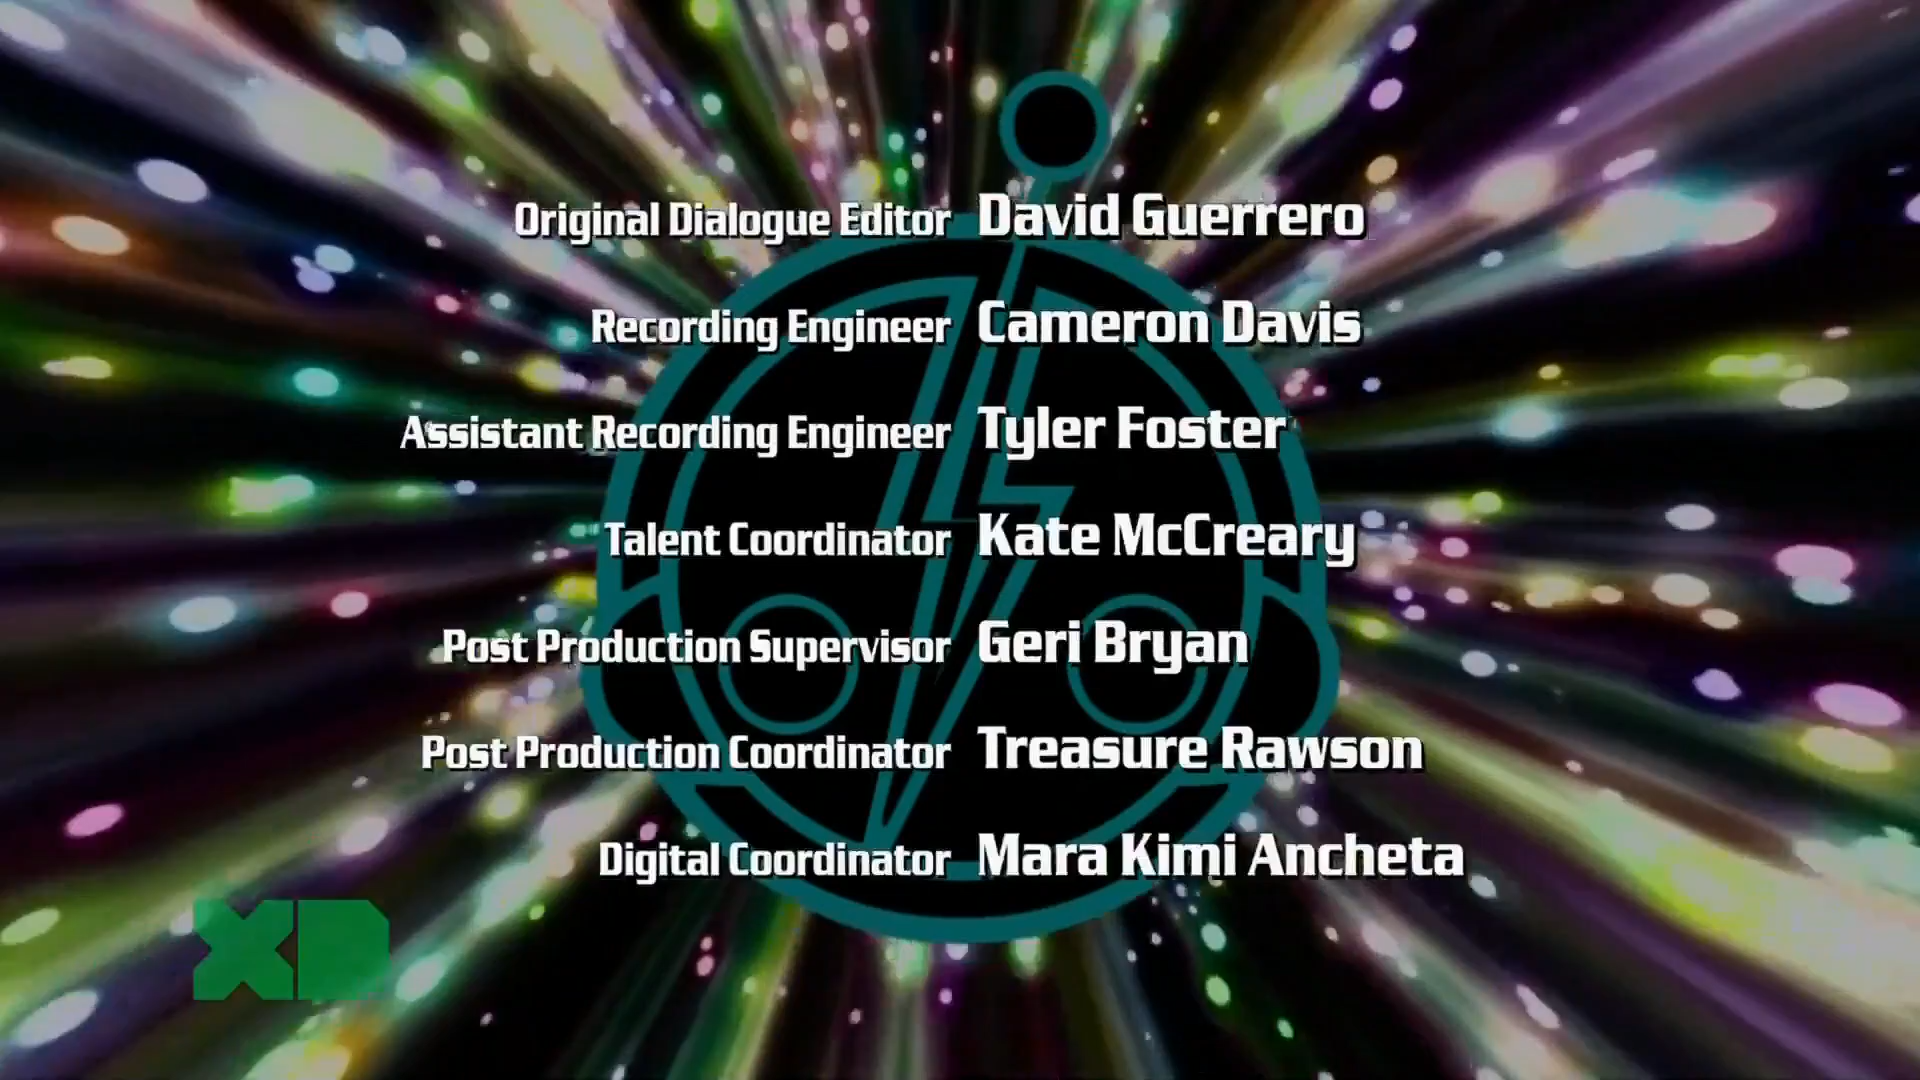 Original Dialogue Editor David Guerrero
Recording Engineer Cameron Davis
Assistant Recording Engineer Tyler Foster
Talent Coordinator Kate McCreary
Post Production Supervisor Geri Bryan
Post Production Coordinator Treasure Rawson
Digital Coordinator Mara Kimi Ancheta
XD